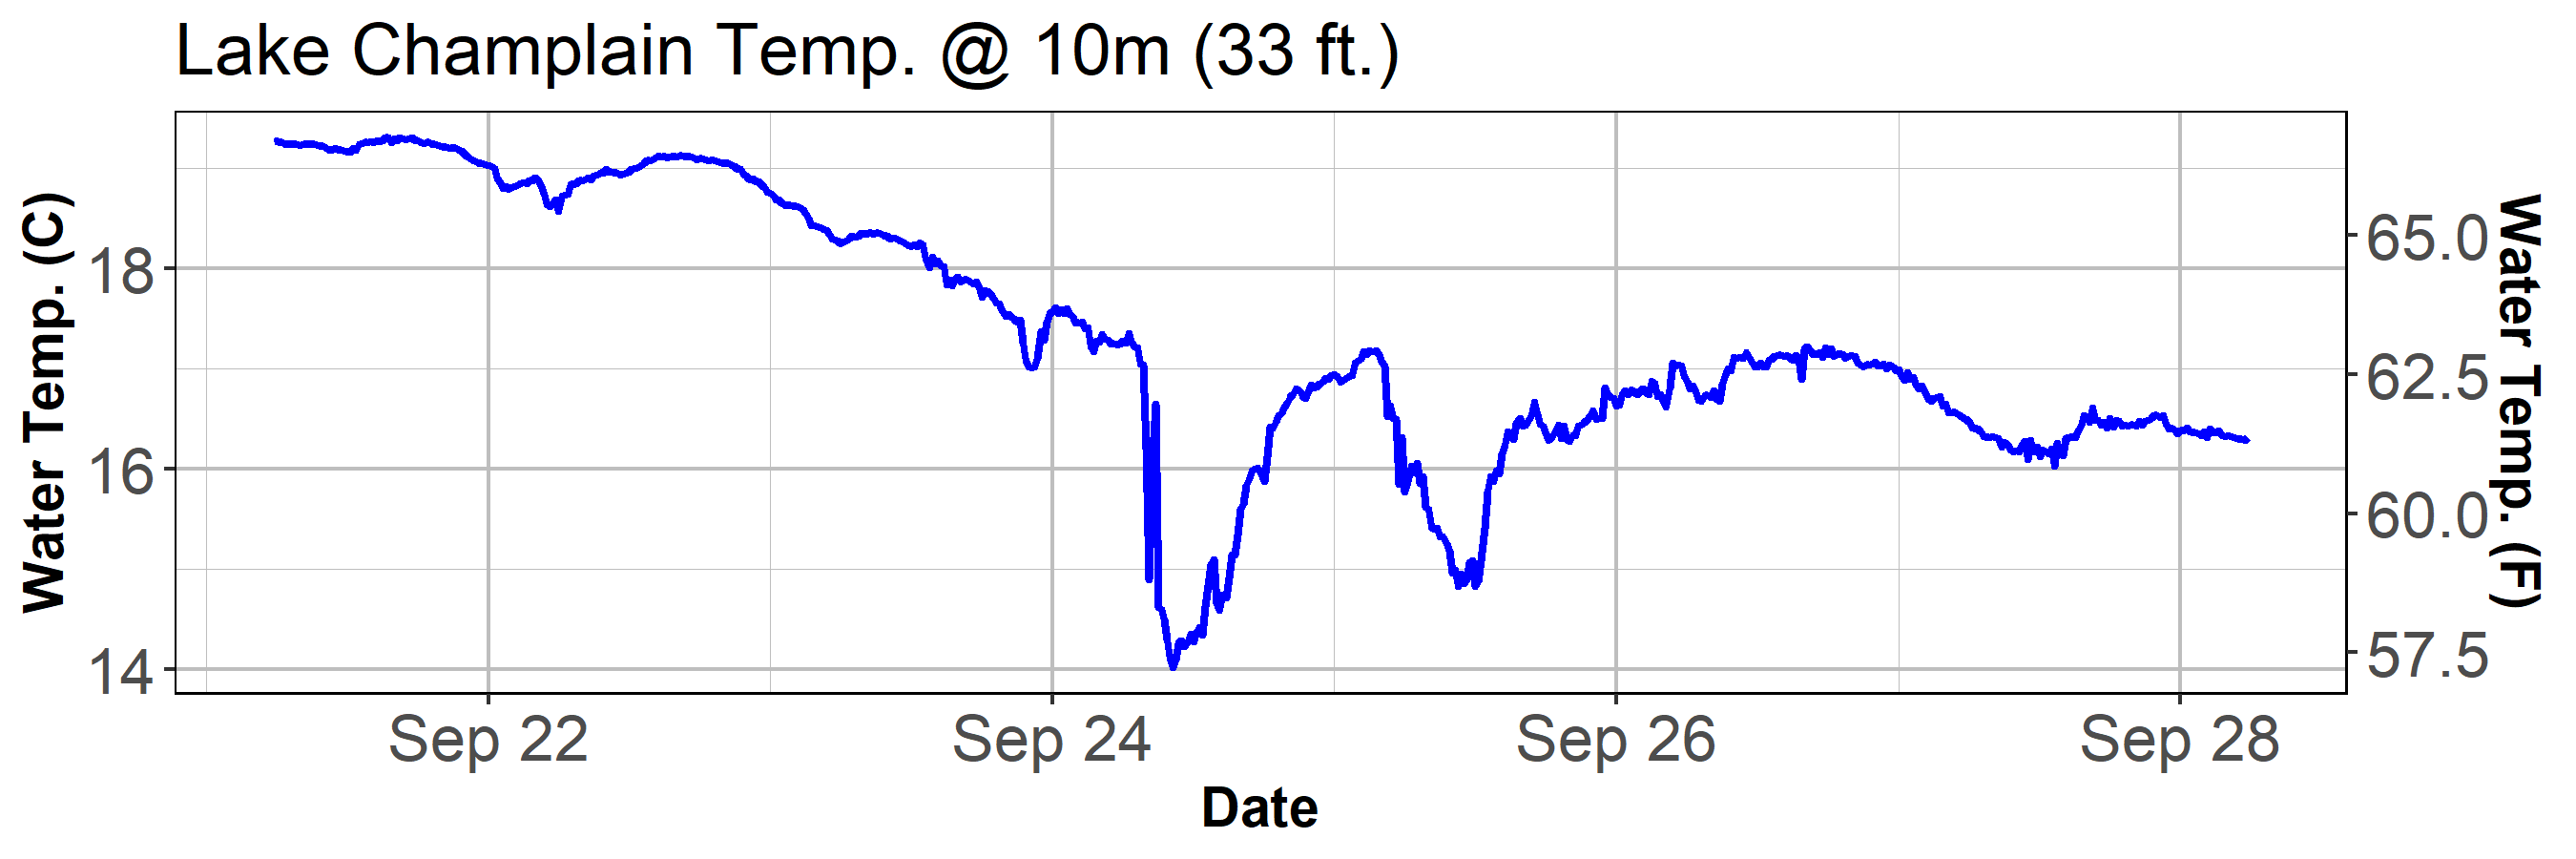 Lake Champlain Temp. @ 10m (33 ft.)
Water Temp. (C)
18
16
14
65.0
62.5
60.0
57.5
Water Temp. (F)
Sep 22
Sep 24
Sep 26
Sep 28
Date